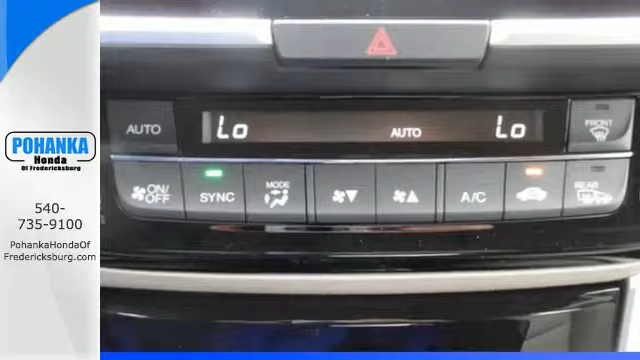 POHANKA
Honda
Of Fredericksburg
540-
735-9100
PohankaHondaOf
Fredericksburg.com
AUTO
Lo
AUTO
Lo
FRONT
ON/
OFF
SYNC
MODE
A/C
REAR